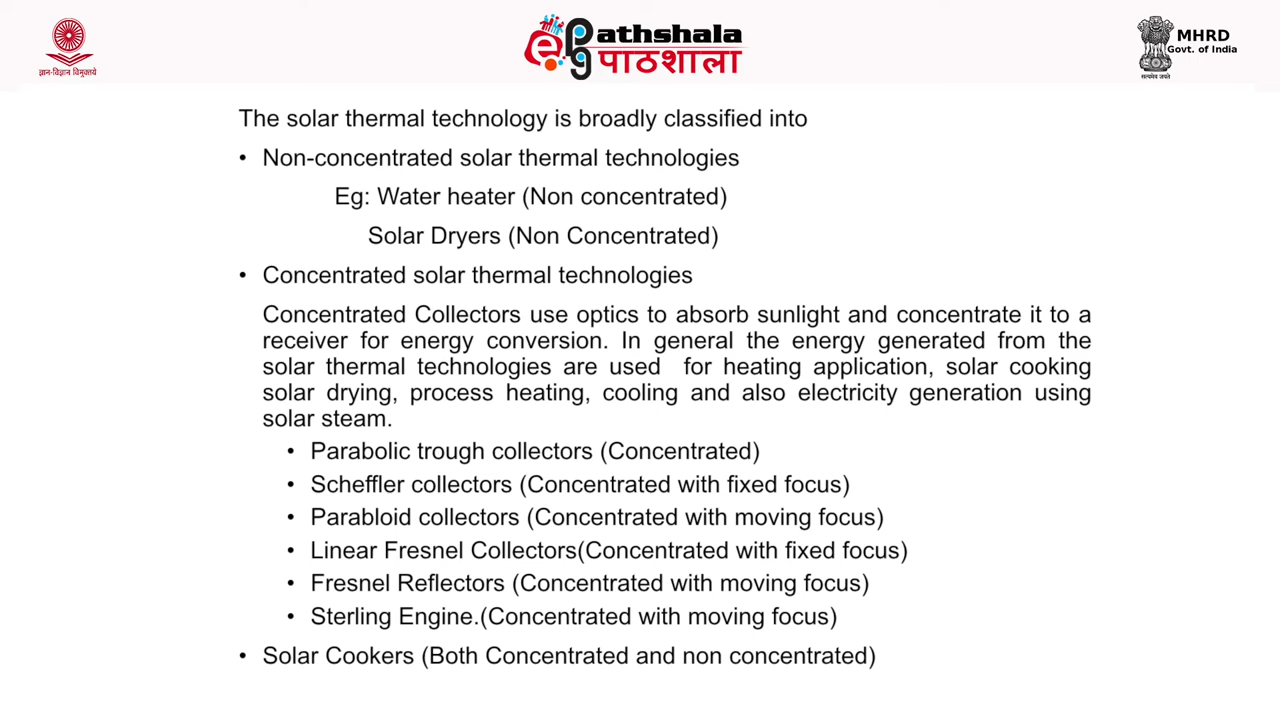 ज्ञान-विज्ञान विमुक्तये
e pg Pathshala
पाठशाला
MHRD
Govt. of India
सत्यमेव जयते
The solar thermal technology is broadly classified into
• Non-concentrated solar thermal technologies
Eg: Water heater (Non concentrated)
Solar Dryers (Non Concentrated)
• Concentrated solar thermal technologies
Concentrated Collectors use optics to absorb sunlight and concentrate it to a
receiver for energy conversion. In general the energy generated from the
solar thermal technologies are used for heating application, solar cooking
solar drying, process heating, cooling and also electricity generation using
solar steam.
• Parabolic trough collectors (Concentrated)
• Scheffler collectors (Concentrated with fixed focus)
• Parabloid collectors (Concentrated with moving focus)
• Linear Fresnel Collectors(Concentrated with fixed focus)
• Fresnel Reflectors (Concentrated with moving focus)
• Sterling Engine.(Concentrated with moving focus)
• Solar Cookers (Both Concentrated and non concentrated)